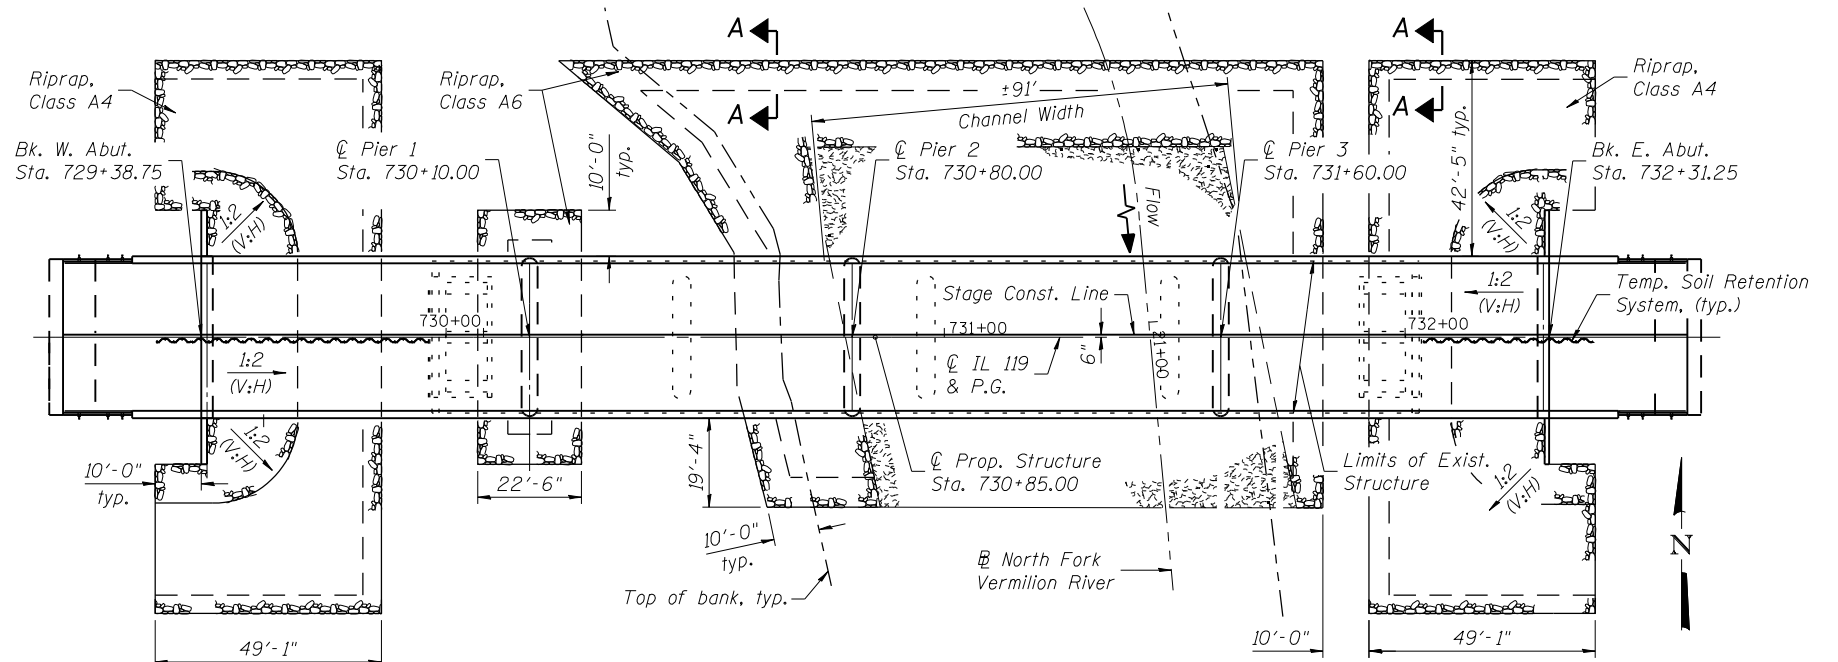 A
A
Riprap,
Class A4
Riprap,
Class A6
±91'
Channel Width
A
A
Riprap,
Class A4
Bk. W. Abut.
Sta. 729+38.75
℄ Pier 1
Sta. 730+10.00
10'-0"
typ.
℄ Pier 2
Sta. 730+80.00
℄ Pier 3
Sta. 731+60.00
42'-5" typ.
Bk. E. Abut.
Sta. 732+31.25
1:2
(V:H)
Flow
1:2
(V:H)
Stage Const. Line
1:2
(V:H)
Temp. Soil Retention
System, (typ.)
730+00
731+00
21+00
732+00
1:2
(V:H)
6"
℄ IL 119
& P.G.
1:2
(V:H)
10'-0"
typ.
22'-6"
19'-4"
℄ Prop. Structure
Sta. 730+85.00
Limits of Exist.
Structure
1:2
(V:H)
10'-0"
typ.
Top of bank, typ.
North Fork
Vermilion River
N
49'-1"
10'-0"
49'-1"